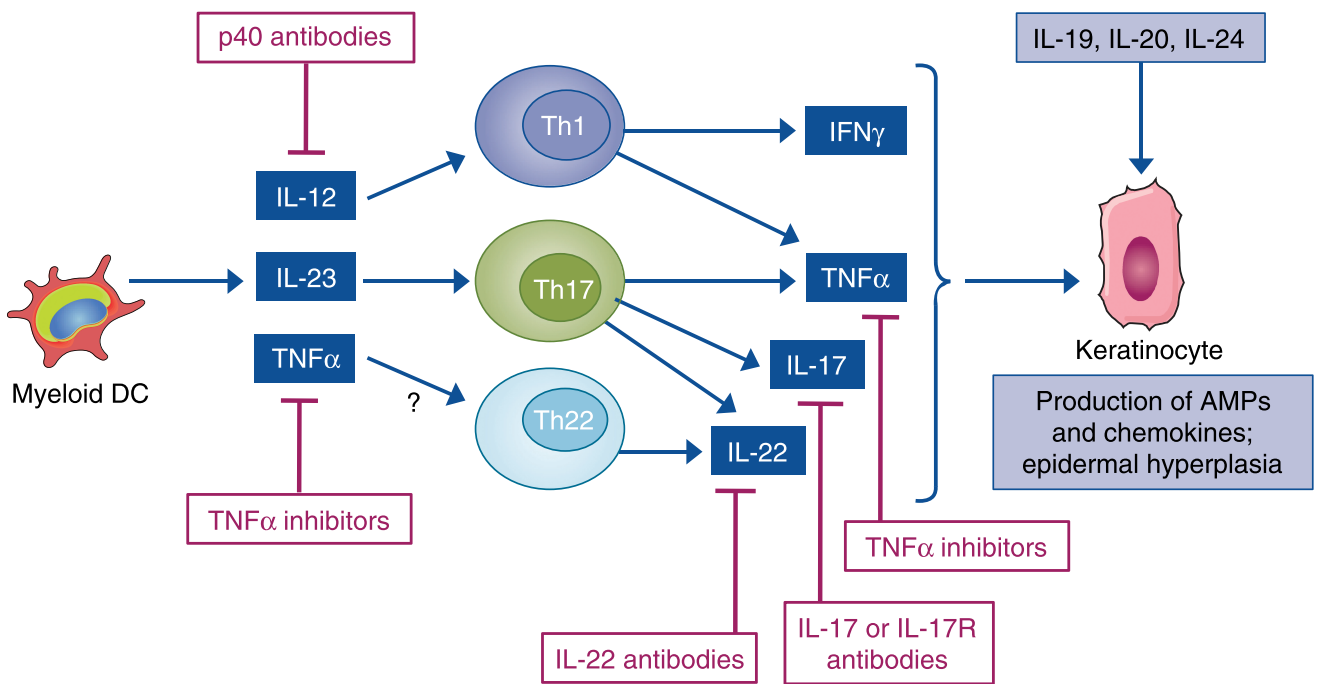 p40 antibodies
IL-19, IL-20, IL-24
Th1
IFNγ
IL-12
IL-23
Th17
TNFα
TNFα
IL-17
Keratinocyte
Myeloid DC
?
Th22
IL-22
Production of AMPs
and chemokines;
epidermal hyperplasia
TNFα inhibitors
TNFα inhibitors
IL-22 antibodies
IL-17 or IL-17R
antibodies